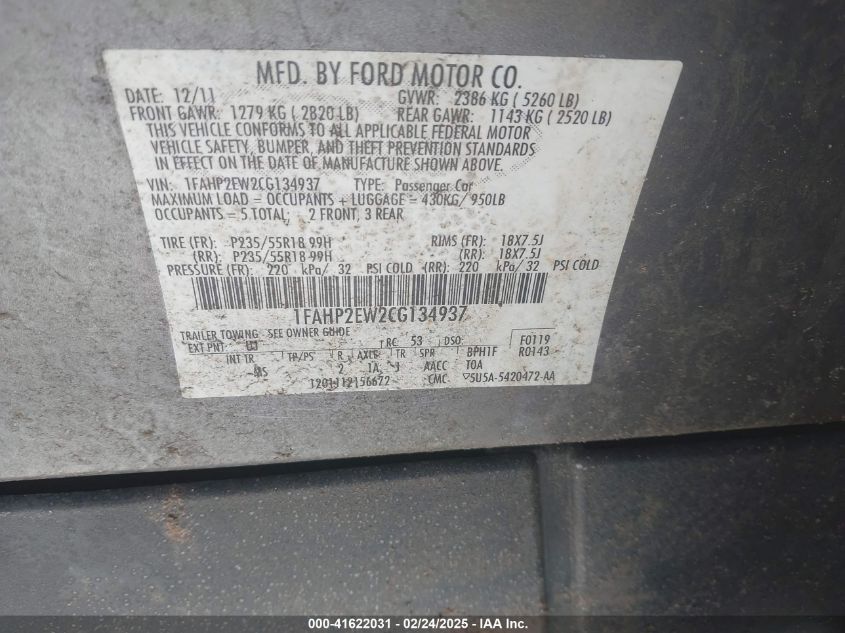 MFD. BY FORD MOTOR CO.
DATE: 12/11 GVWR: 2386 KG ( 5260 LB)
FRONT GAWR: 1279 KG ( 2820 LB) REAR GAWR: 1143 KG ( 2520 LB)
THIS VEHICLE CONFORMS TO ALL APPLICABLE FEDERAL MOTOR
VEHICLE SAFETY, BUMPER, AND THEFT PREVENTION STANDARDS
IN EFFECT ON THE DATE OF MANUFACTURE SHOWN ABOVE.
VIN: 1FAHP2EW2CG134937 TYPE: Passenger Car
MAXIMUM LOAD = OCCUPANTS + LUGGAGE = 430KG/ 950LB
OCCUPANTS = 5 TOTAL; 2 FRONT, 3 REAR
TIRE (FR): P235/55R18 99H RIMS (FR): 18X7.5J
(RR): P235/55R18 99H (RR): 18X7.5J
PRESSURE (FR): 220 kPa/ 32 PSI COLD (RR): 220 kPa/ 32 PSI COLD
1FAHP2EW2CG134937
TRAILER TOWING - SEE OWNER GUIDE
EXT PNT: UJ RC: 53 DSO: F0119
INT TR TP/PS R AXLE TR SPR BPH1F R0143
MS 2 1A J AACC TOA
1201112156672 CMC 5U5A-5420472-AA
000-41622031 - 02/24/2025 - IAA Inc.